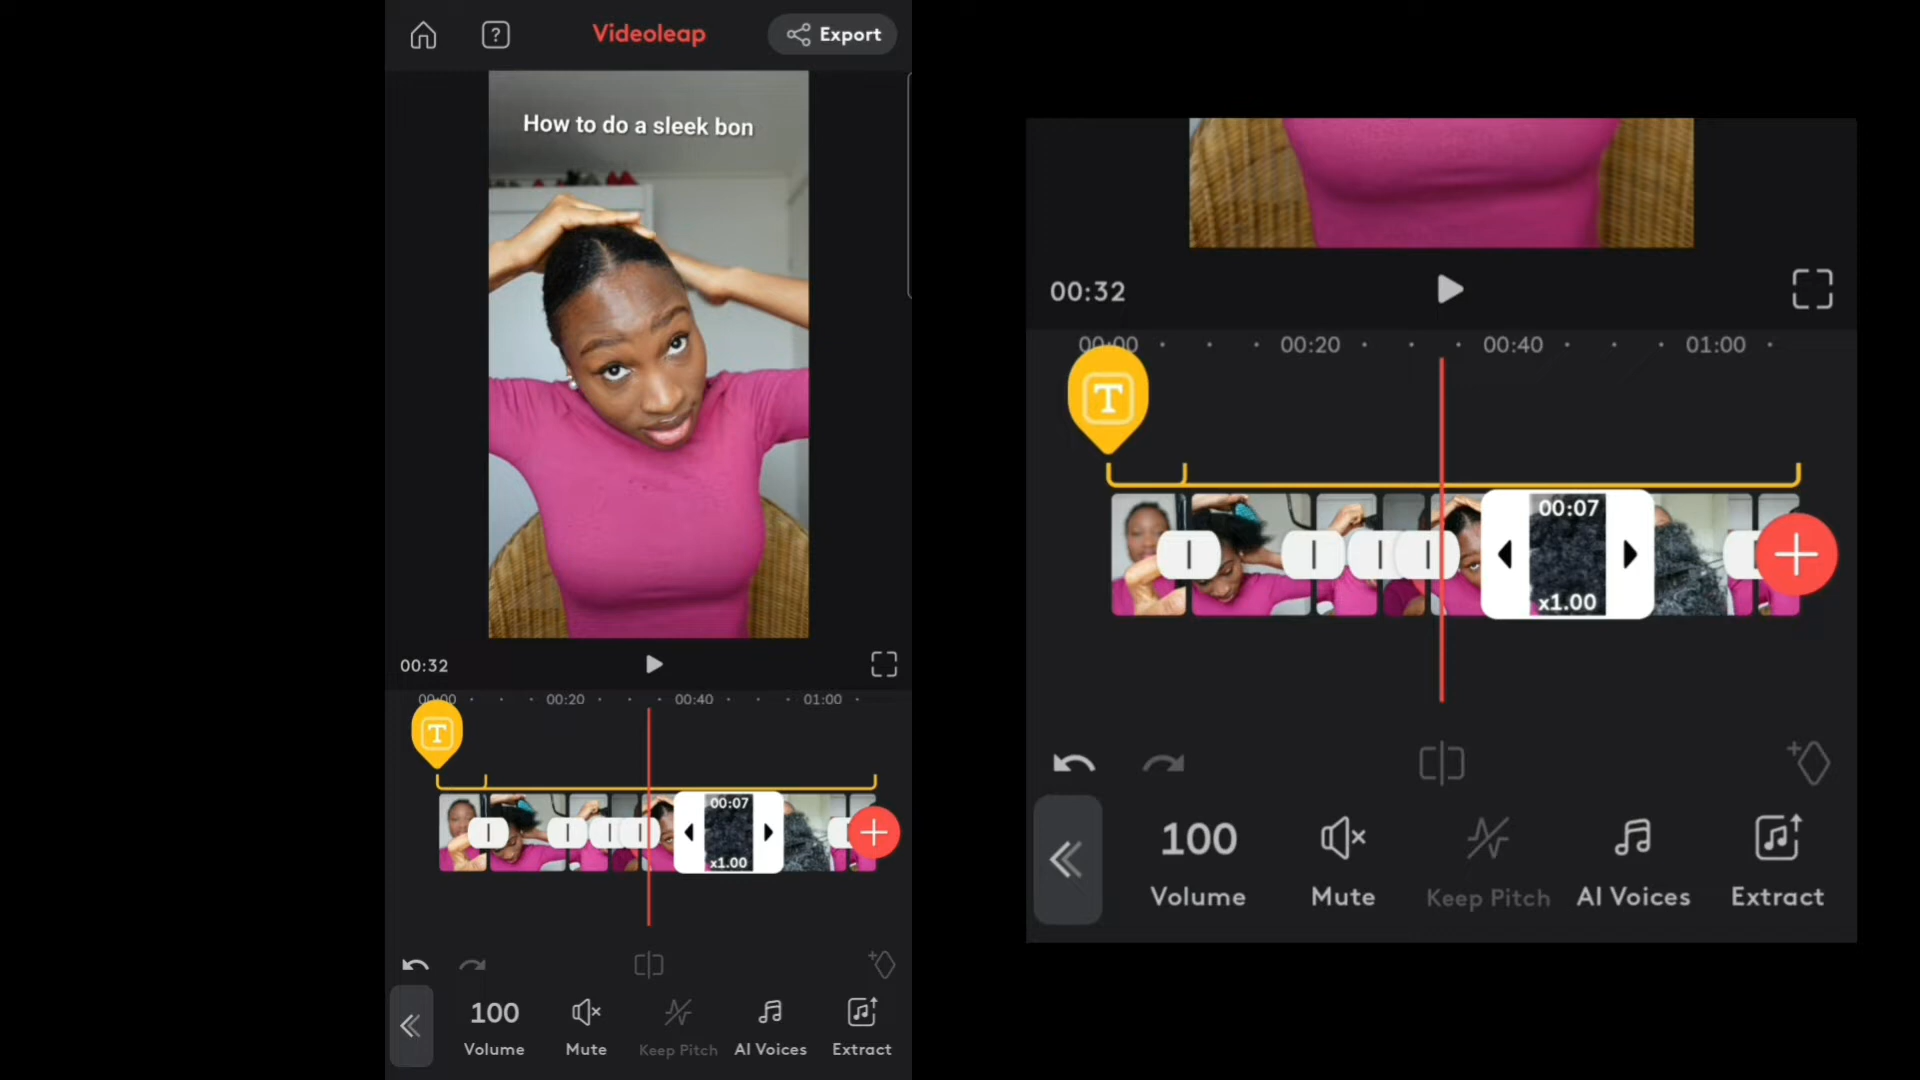 ?
Videoleap
Export
How to do a sleek bon
00:32
00:00
00:20
00:40
01:00
T
00:07
x1.00
100
Volume
Mute
Keep Pitch
AI Voices
Extract
00:32
00:00
00:20
00:40
01:00
T
00:07
x1.00
100
Volume
Mute
Keep Pitch
AI Voices
Extract